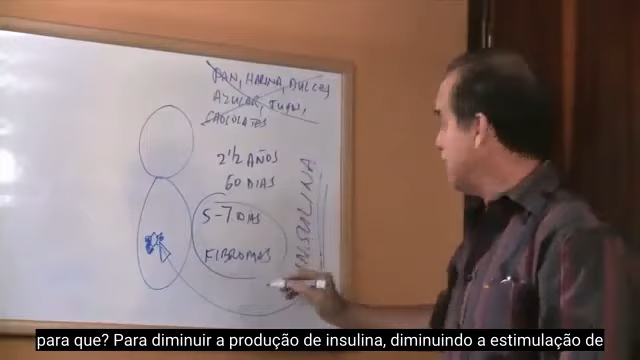 PAN, HARINA, DULCES
AZUCAR,
CHOCOLATES
2 1/2 AÑOS
60 DIAS
5-7 DIAS
FIBROMAS
INSULINA
para que? Para diminuir a produção de insulina, diminuindo a estimulação de